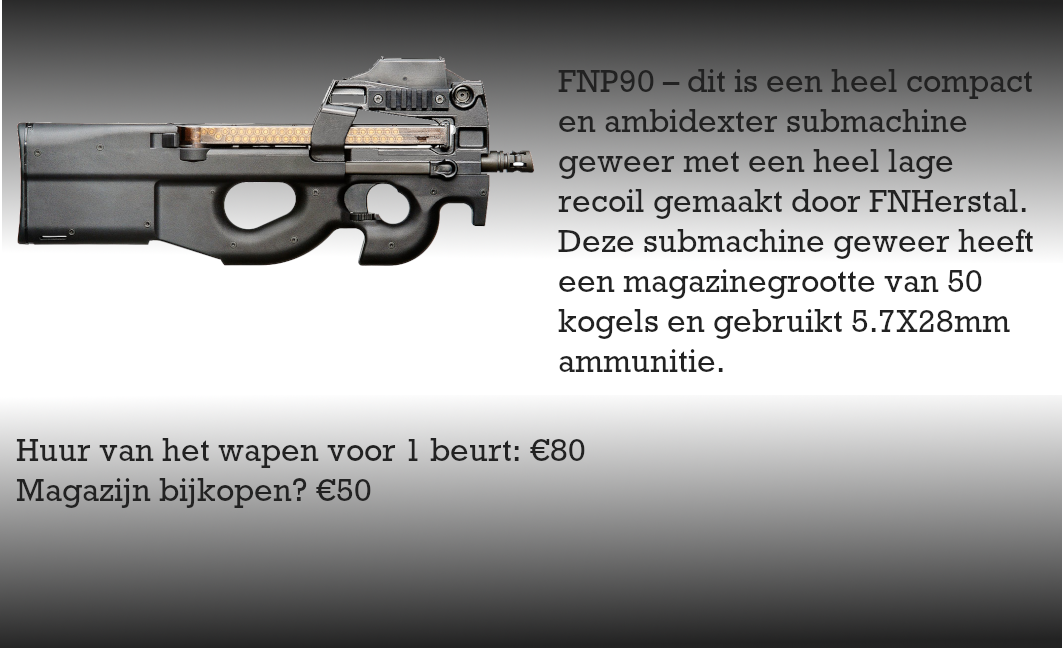 FNP90 – dit is een heel compact
en ambidexter submachine
geweer met een heel lage
recoil gemaakt door FNHerstal.
Deze submachine geweer heeft
een magazinegrootte van 50
kogels en gebruikt 5.7X28mm
ammunitie.
Huur van het wapen voor 1 beurt: €80
Magazijn bijkopen? €50